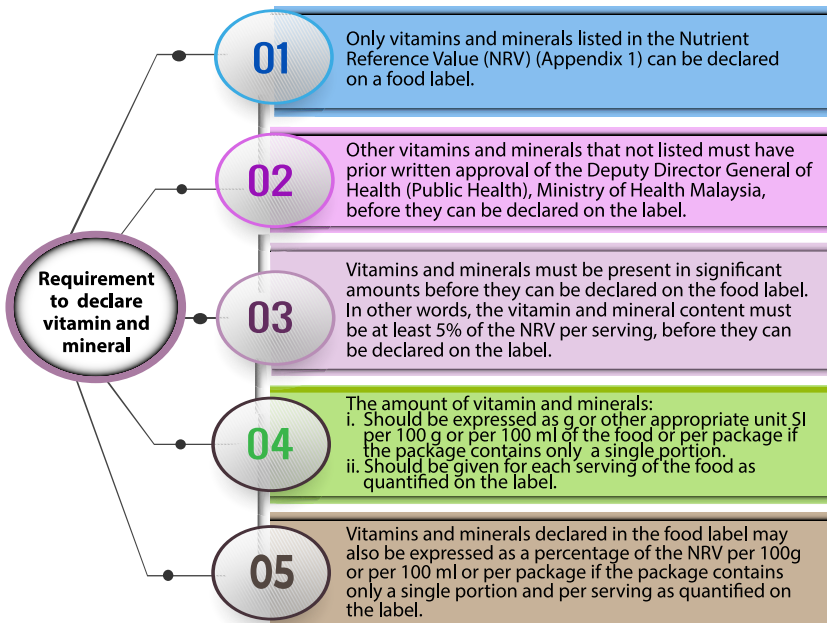 Requirement
to declare
vitamin and
mineral
01
Only vitamins and minerals listed in the Nutrient
Reference Value (NRV) (Appendix 1) can be declared
on a food label.
02
Other vitamins and minerals that not listed must have
prior written approval of the Deputy Director General of
Health (Public Health), Ministry of Health Malaysia,
before they can be declared on the label.
03
Vitamins and minerals must be present in significant
amounts before they can be declared on the food label.
In other words, the vitamin and mineral content must
be at least 5% of the NRV per serving, before they can
be declared on the label.
04
The amount of vitamin and minerals:
i. Should be expressed as g or other appropriate unit SI
per 100 g or per 100 ml of the food or per package if
the package contains only a single portion.
ii. Should be given for each serving of the food as
quantified on the label.
05
Vitamins and minerals declared in the food label may
also be expressed as a percentage of the NRV per 100g
or per 100 ml or per package if the package contains
only a single portion and per serving as quantified on
the label.